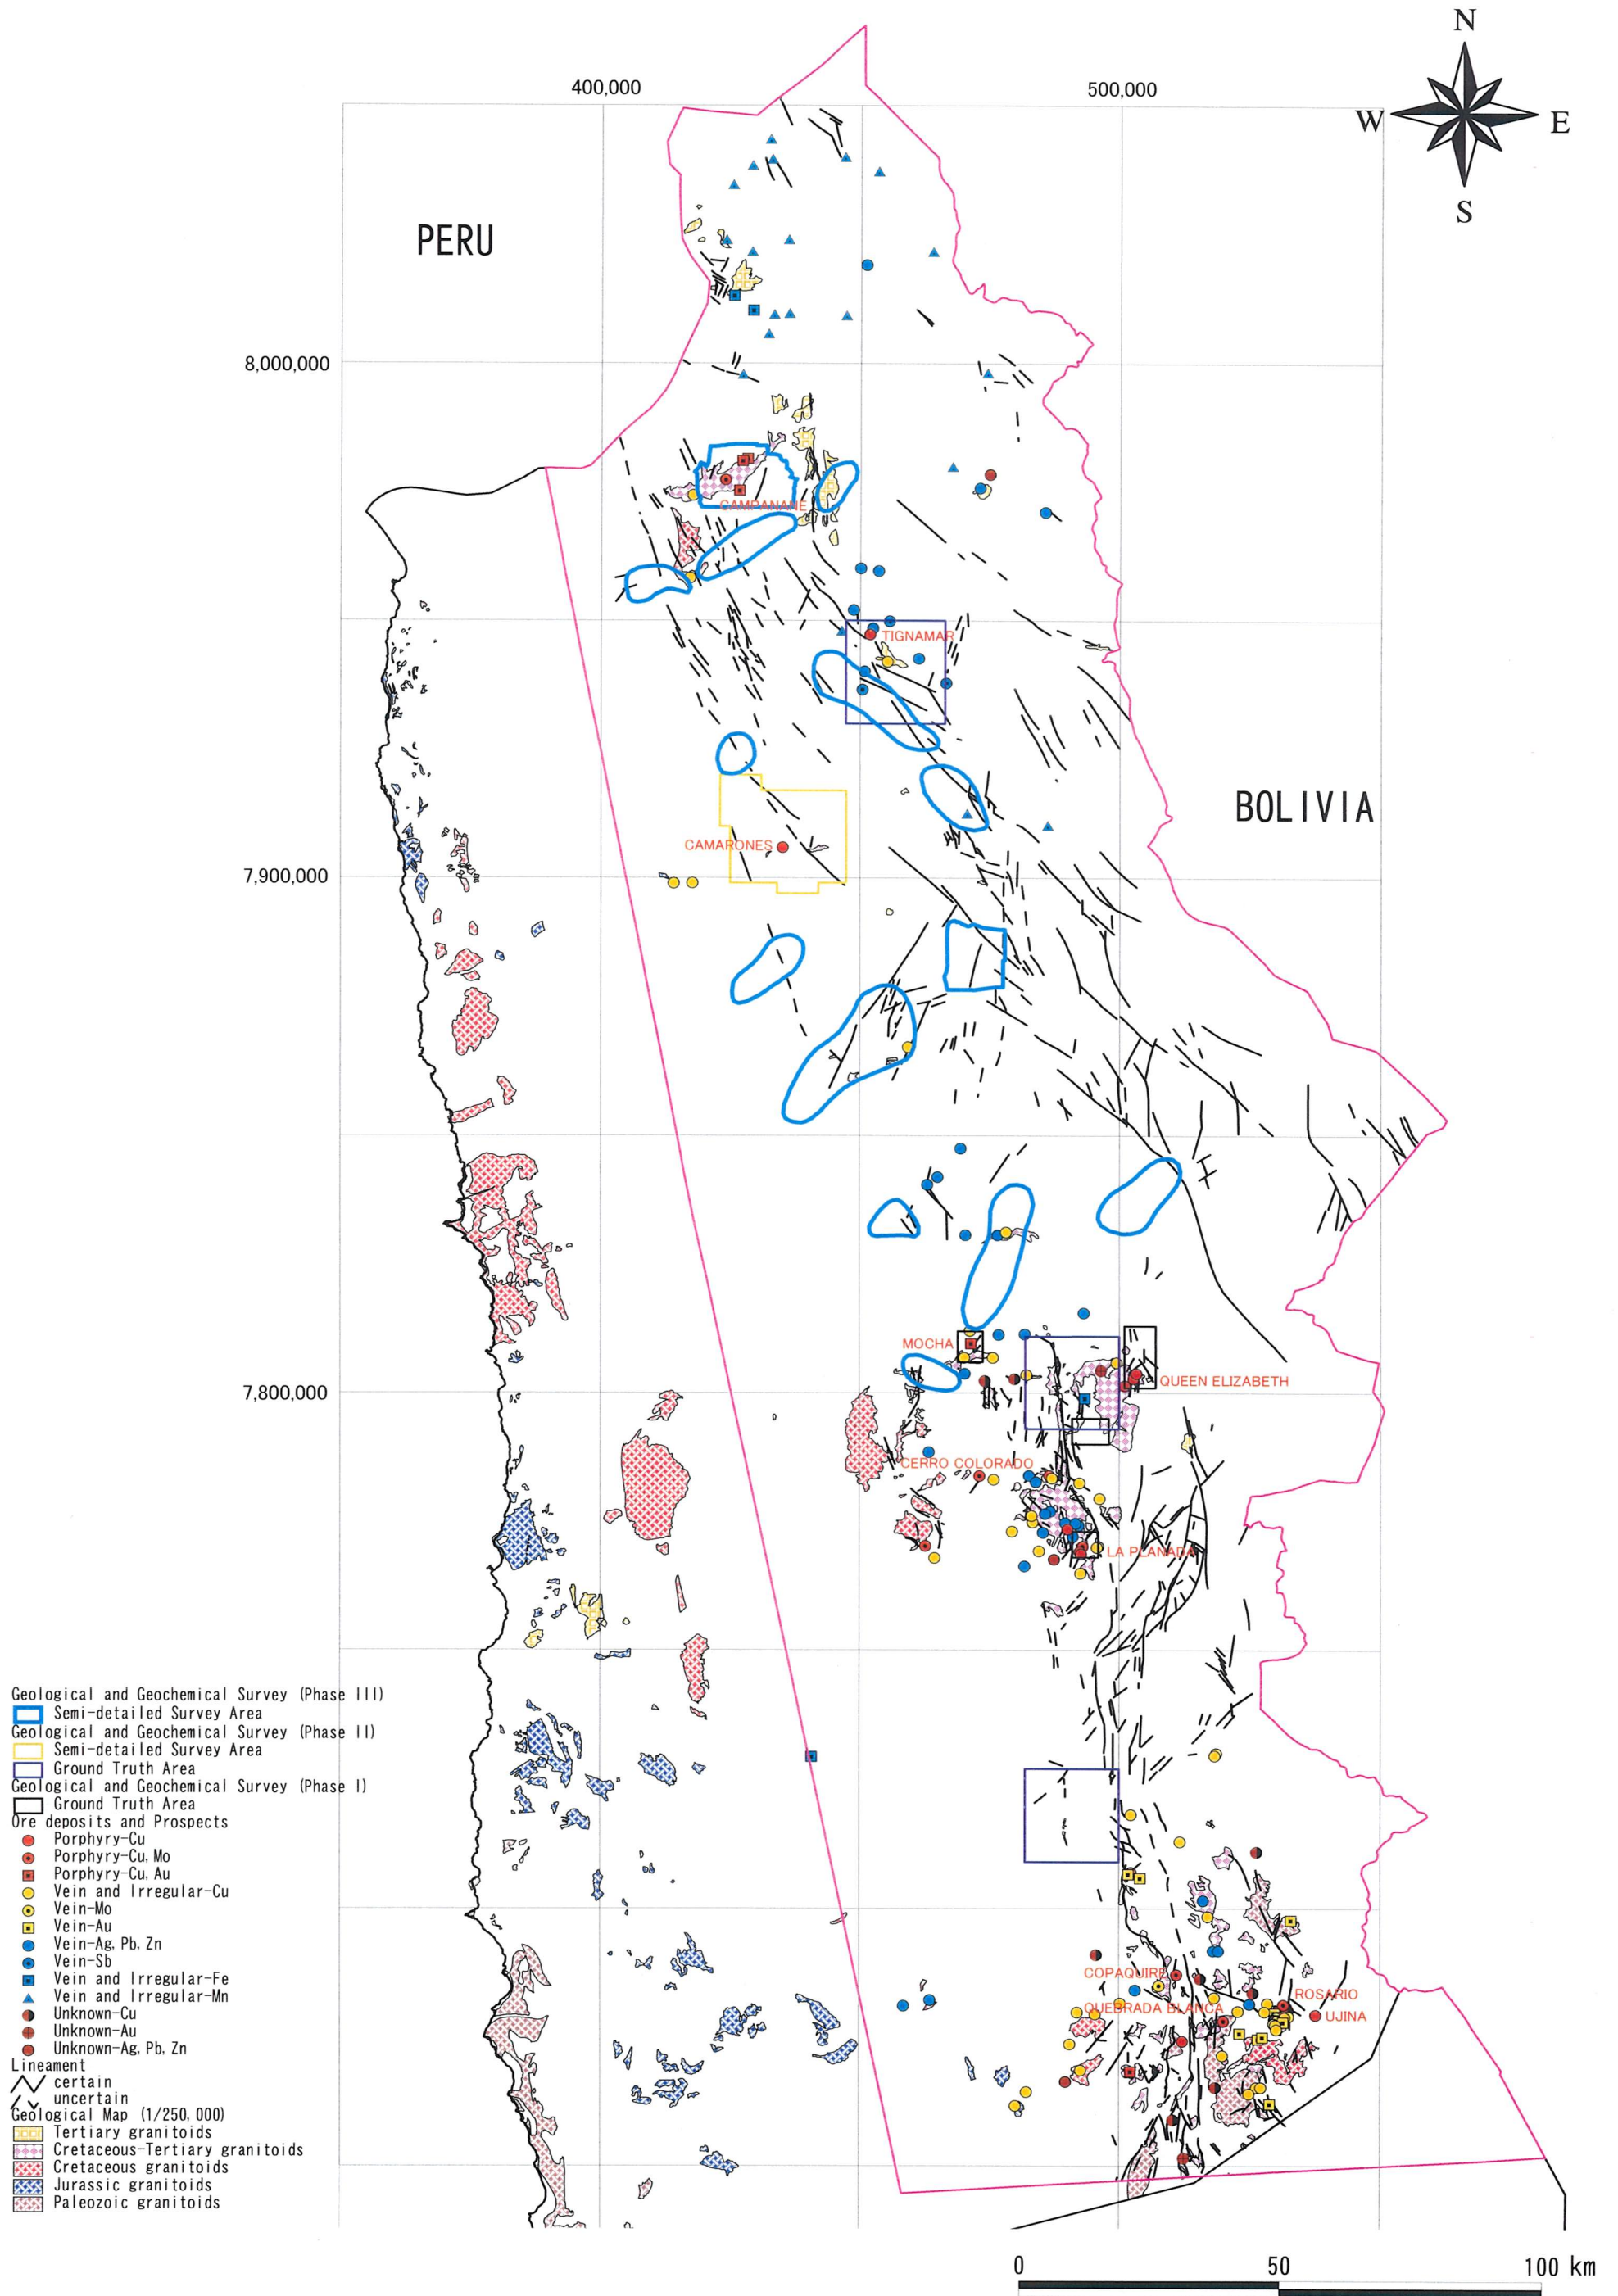 N
400,000
500,000
W
E
S
PERU
8,000,000
CAMPANANE
TIGNAMAR
BOLIVIA
CAMARONES
7,900,000
MOCHA
QUEEN ELIZABETH
7,800,000
CERRO COLORADO
LA PLANADA
Geological and Geochemical Survey (Phase III)
Semi-detailed Survey Area
Geological and Geochemical Survey (Phase II)
Semi-detailed Survey Area
Ground Truth Area
Geological and Geochemical Survey (Phase I)
Ground Truth Area
Ore deposits and Prospects
Porphyry-Cu
Porphyry-Cu, Mo
Porphyry-Cu, Au
Vein and Irregular-Cu
Vein-Mo
Vein-Au
Vein-Ag, Pb, Zn
Vein-Sb
Vein and Irregular-Fe
Vein and Irregular-Mn
Unknown-Cu
Unknown-Au
Unknown-Ag, Pb, Zn
Lineament
certain
uncertain
Geological Map (1/250,000)
Tertiary granitoids
Cretaceous-Tertiary granitoids
Cretaceous granitoids
Jurassic granitoids
Paleozoic granitoids
COPAQUIRE
ROSARIO
QUEBRADA BLANCA
UJINA
0 50 100 km